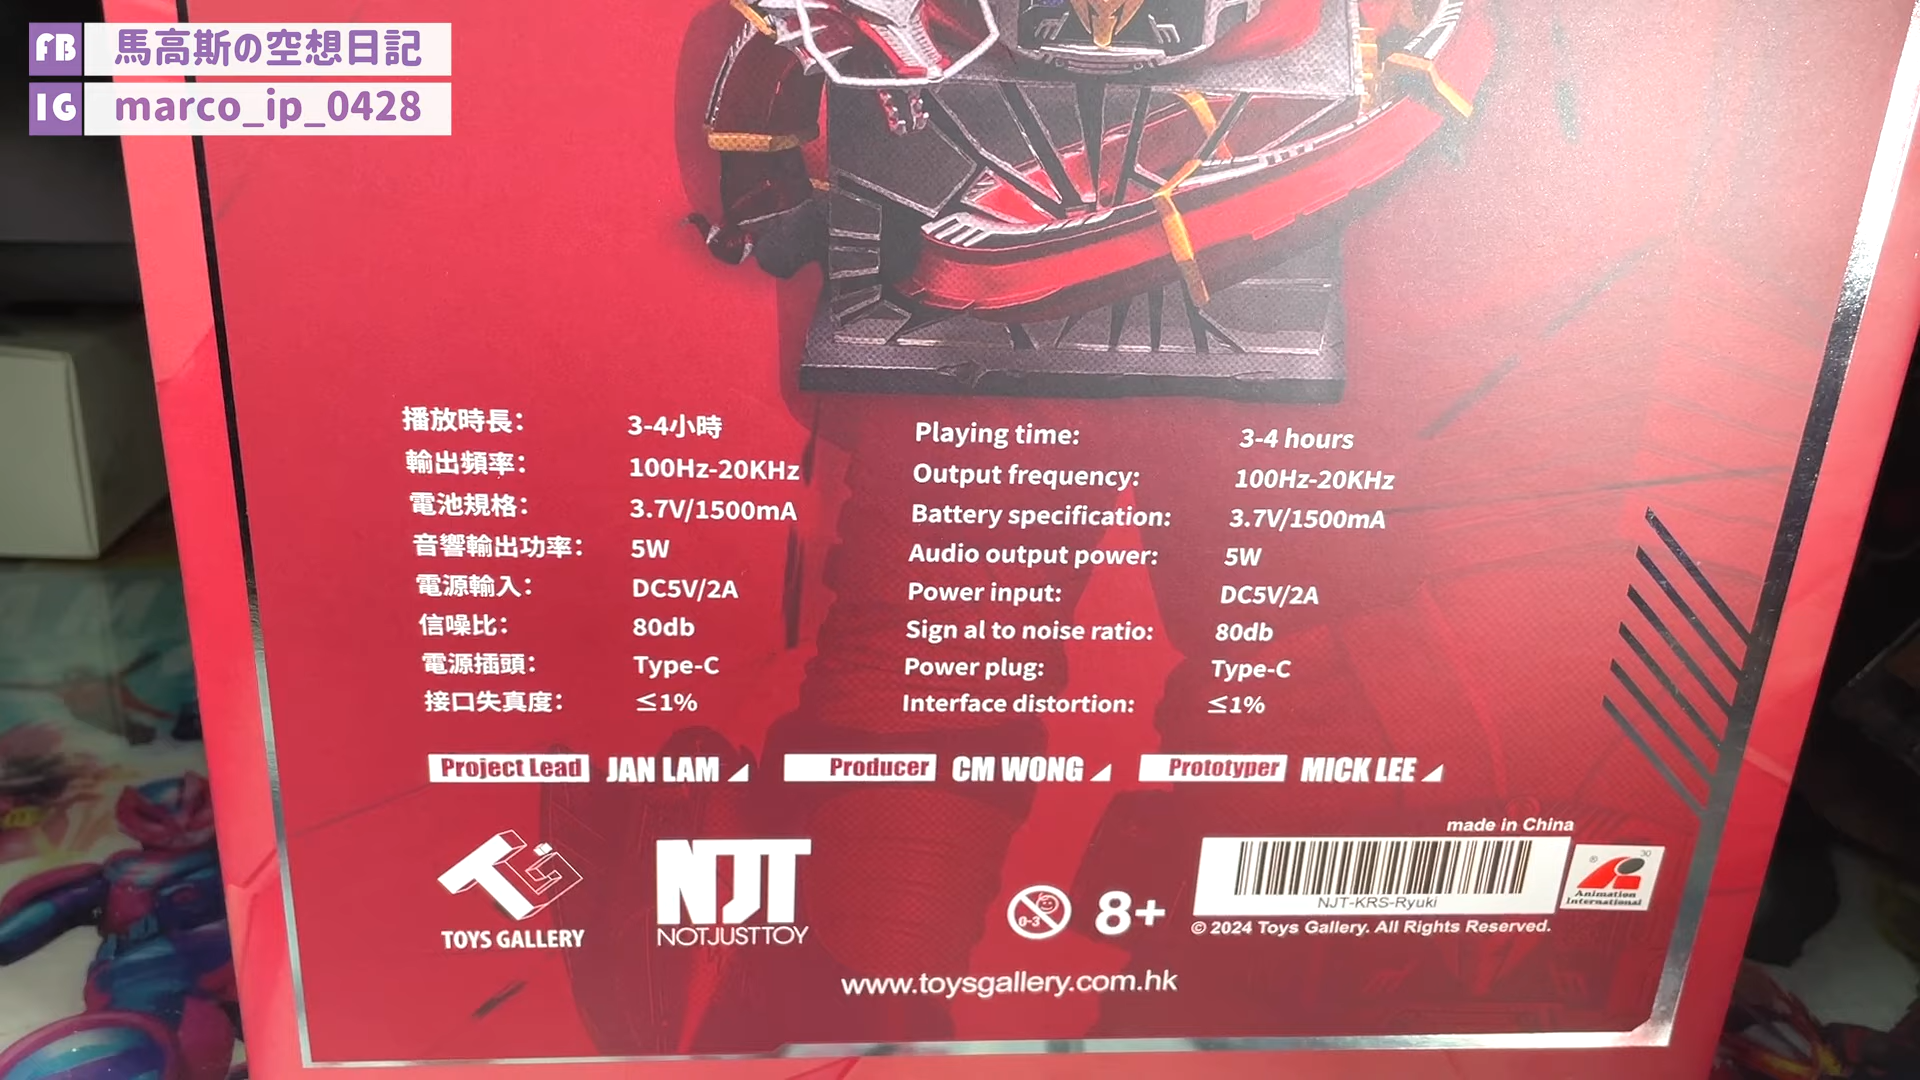 FB 馬高斯の空想日記
IG marco_ip_0428
播放時長: 3-4小時
輸出頻率: 100Hz-20KHz
電池規格: 3.7V/1500mA
音響輸出功率: 5W
電源輸入: DC5V/2A
信噪比: 80db
電源插頭: Type-C
接口失真度: ≤1%
Playing time: 3-4 hours
Output frequency: 100Hz-20KHz
Battery specification: 3.7V/1500mA
Audio output power: 5W
Power input: DC5V/2A
Sign al to noise ratio: 80db
Power plug: Type-C
Interface distortion: ≤1%
Project Lead JAN LAM Producer CM WONG Prototyper MICK LEE
TOYS GALLERY
NJT
NOTJUSTTOY
0-3
8+
made in China
NJT-KRS-Ryuki
® 30
Animation
International
© 2024 Toys Gallery. All Rights Reserved.
www.toysgallery.com.hk